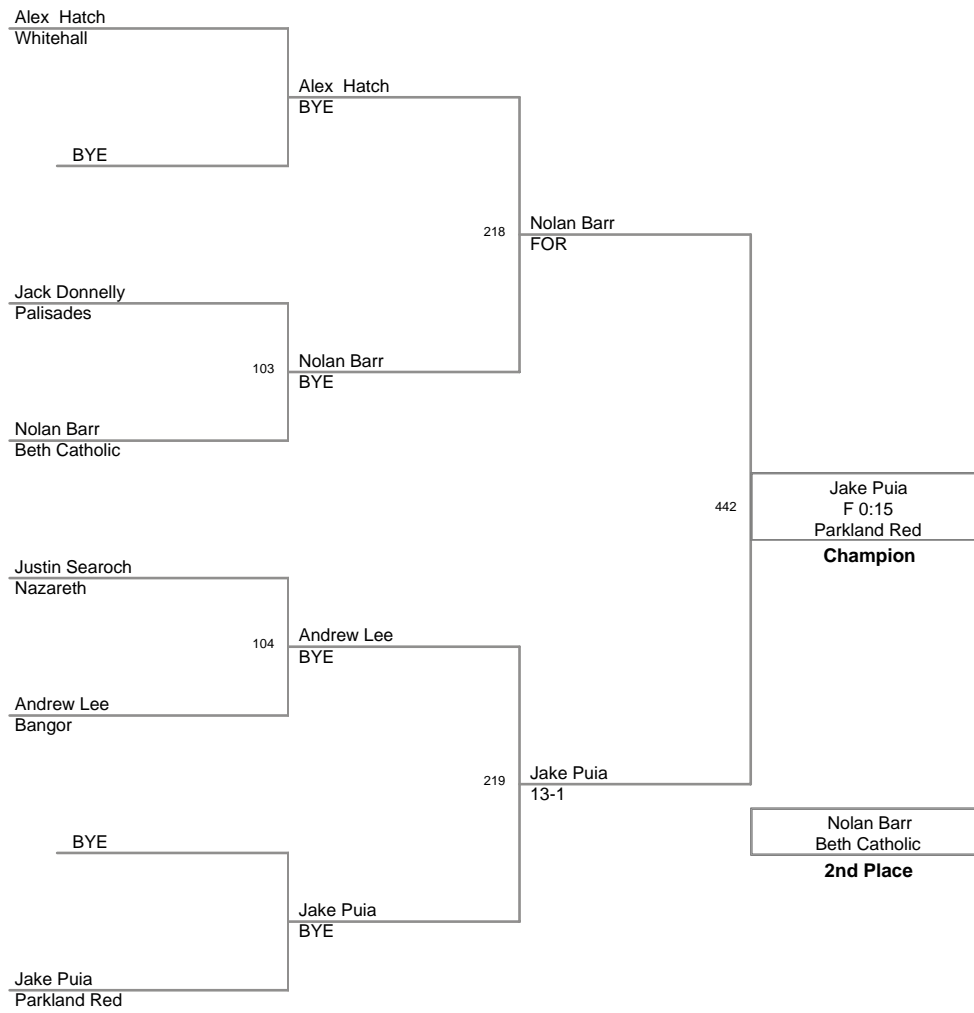 Alex Hatch
Whitehall
Alex Hatch
BYE
BYE
218
Nolan Barr
FOR
Jack Donnelly
Palisades
103
Nolan Barr
BYE
Nolan Barr
Beth Catholic
442
Jake Puia
F 0:15
Parkland Red
Champion
Justin Searoch
Nazareth
104
Andrew Lee
BYE
Andrew Lee
Bangor
219
Jake Puia
13-1
BYE
Nolan Barr
Beth Catholic
2nd Place
Jake Puia
BYE
Jake Puia
Parkland Red